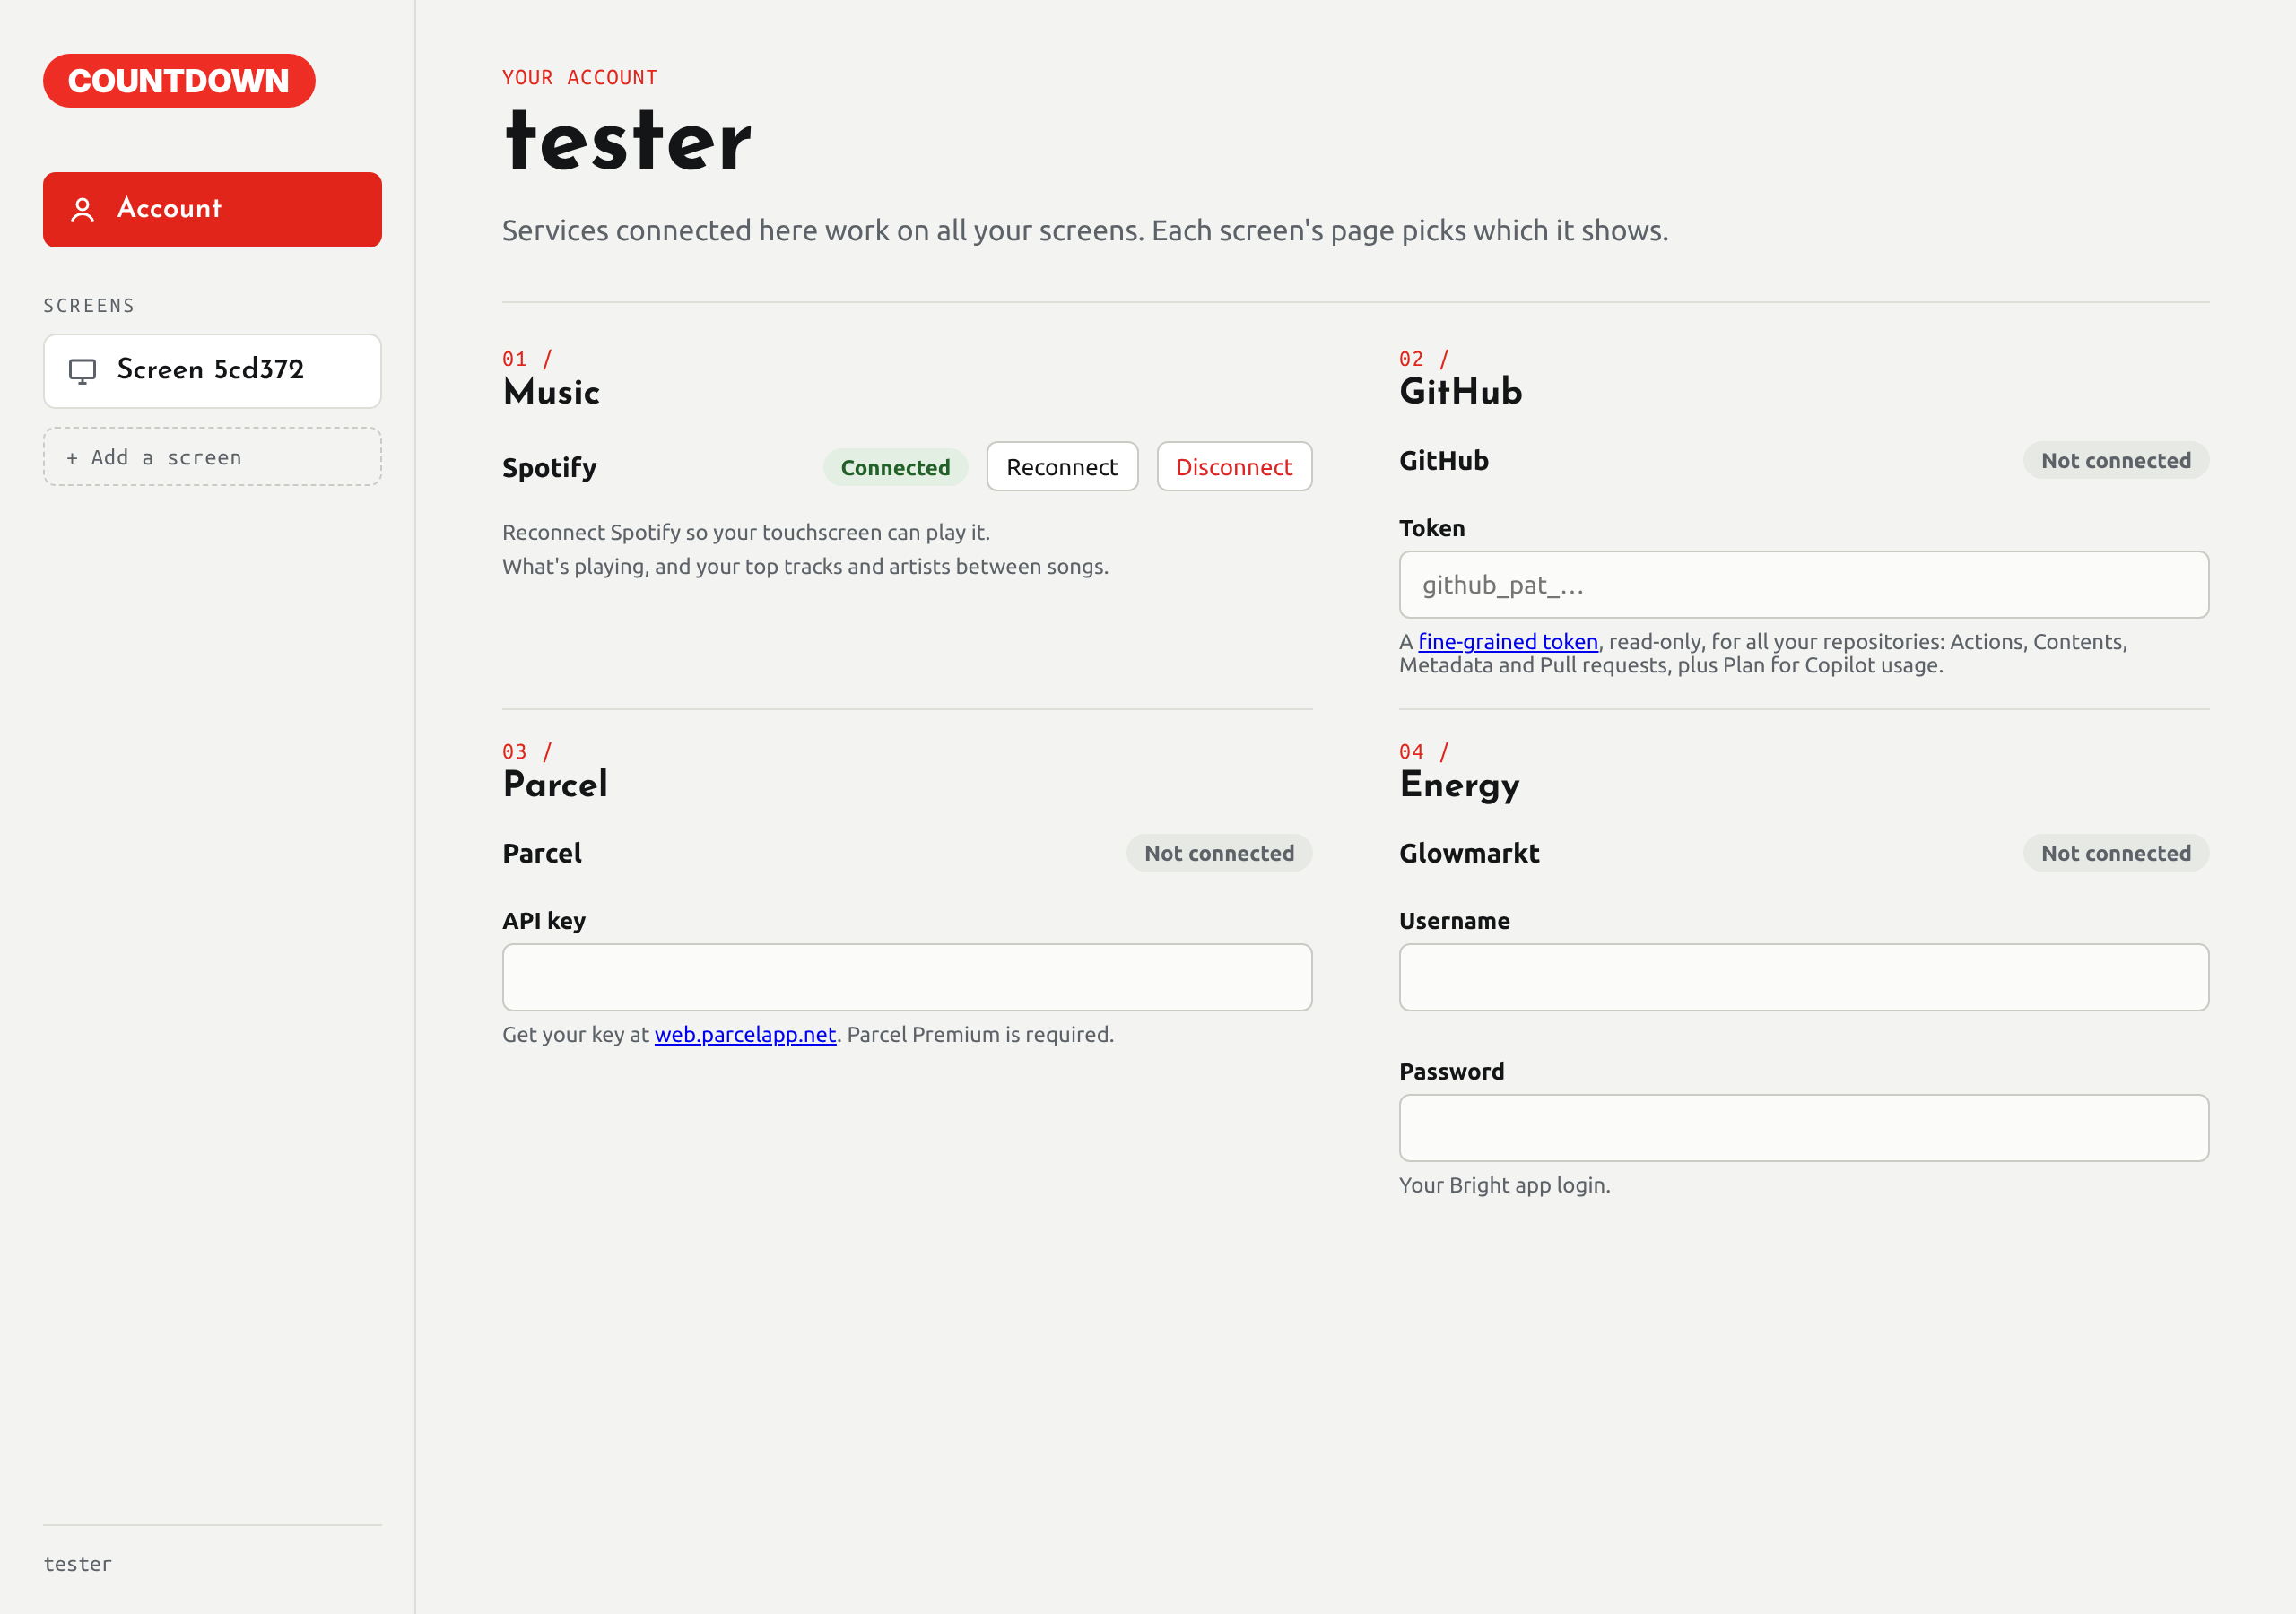 COUNTDOWN
Account
SCREENS
Screen 5cd372
+ Add a screen
tester
YOUR ACCOUNT
tester
Services connected here work on all your screens. Each screen's page picks which it shows.
01 /
Music
Spotify
Connected
Reconnect
Disconnect
Reconnect Spotify so your touchscreen can play it.
What's playing, and your top tracks and artists between songs.
02 /
GitHub
GitHub
Not connected
Token
github_pat_…
A fine-grained token, read-only, for all your repositories: Actions, Contents,
Metadata and Pull requests, plus Plan for Copilot usage.
03 /
Parcel
Parcel
Not connected
API key
Get your key at web.parcelapp.net. Parcel Premium is required.
04 /
Energy
Glowmarkt
Not connected
Username
Password
Your Bright app login.